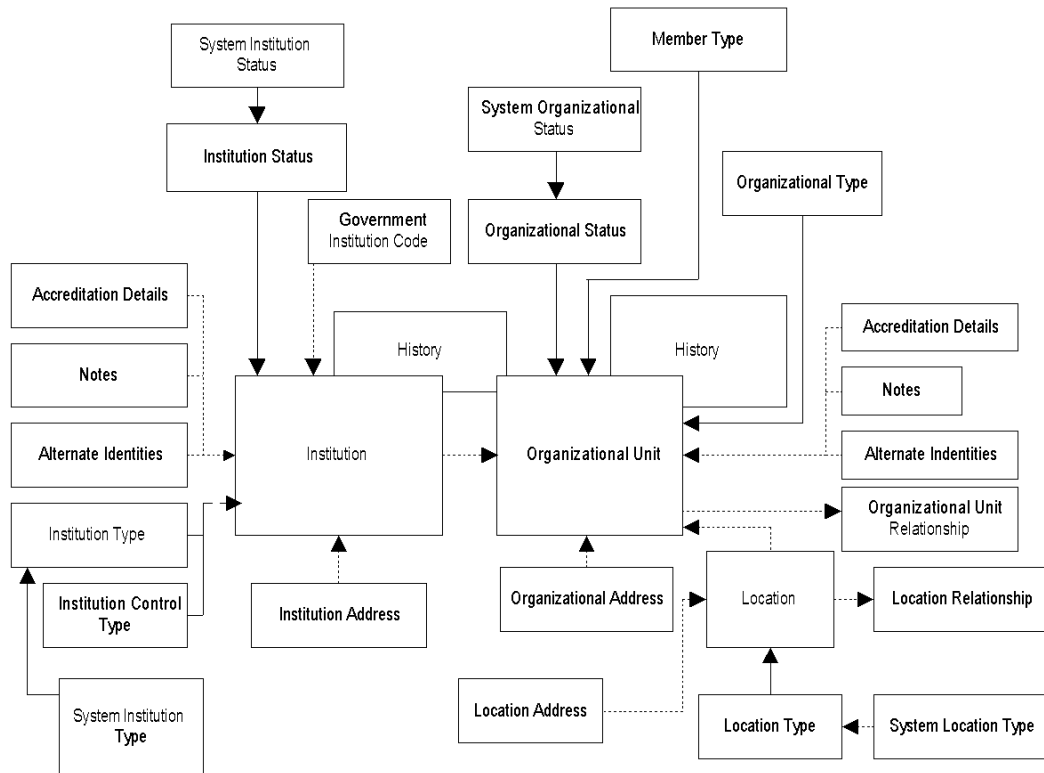 System Institution
Status
Member Type
System Organizational
Status
Institution Status
Organizational Type
Government
Institution Code
Organizational Status
Accreditation Details
Accreditation Details
History
History
Notes
Notes
Alternate Identities
Institution
Organizational Unit
Alternate Indentities
Institution Type
Organizational Unit
Relationship
Institution Control
Type
Institution Address
Organizational Address
Location
Location Relationship
System Institution
Type
Location Address
Location Type
System Location Type